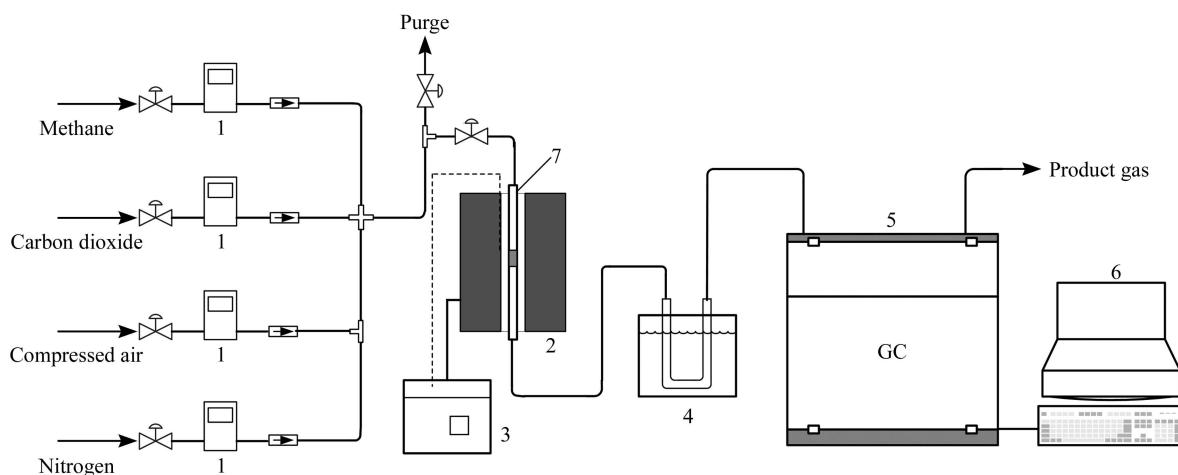 Purge
Methane
1
7
Product gas
Carbon dioxide
1
5
6
Compressed air
1
2
GC
3
4
Nitrogen
1